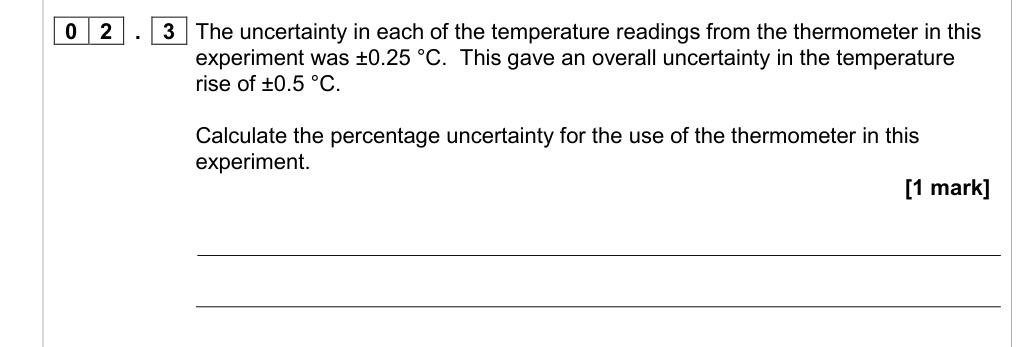 0 2 . 3 The uncertainty in each of the temperature readings from the thermometer in this
experiment was ±0.25 °C. This gave an overall uncertainty in the temperature
rise of ±0.5 °C.
Calculate the percentage uncertainty for the use of the thermometer in this
experiment.
[1 mark]